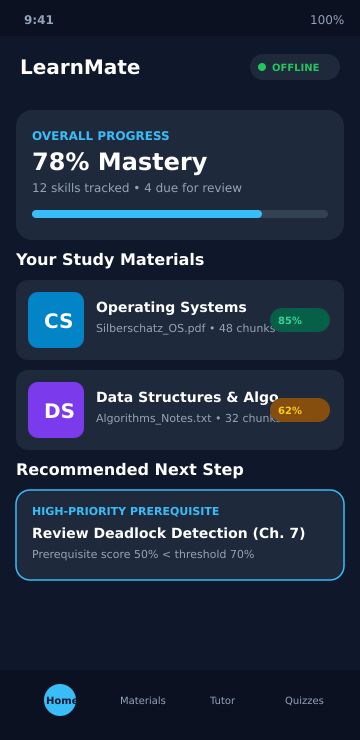 9:41 100%
LearnMate OFFLINE
OVERALL PROGRESS
78% Mastery
12 skills tracked • 4 due for review
Your Study Materials
CS
Operating Systems
Silberschatz_OS.pdf • 48 chunks
85%
DS
Data Structures & Algo
Algorithms_Notes.txt • 32 chunks
62%
Recommended Next Step
HIGH-PRIORITY PREREQUISITE
Review Deadlock Detection (Ch. 7)
Prerequisite score 50% < threshold 70%
Home Materials Tutor Quizzes